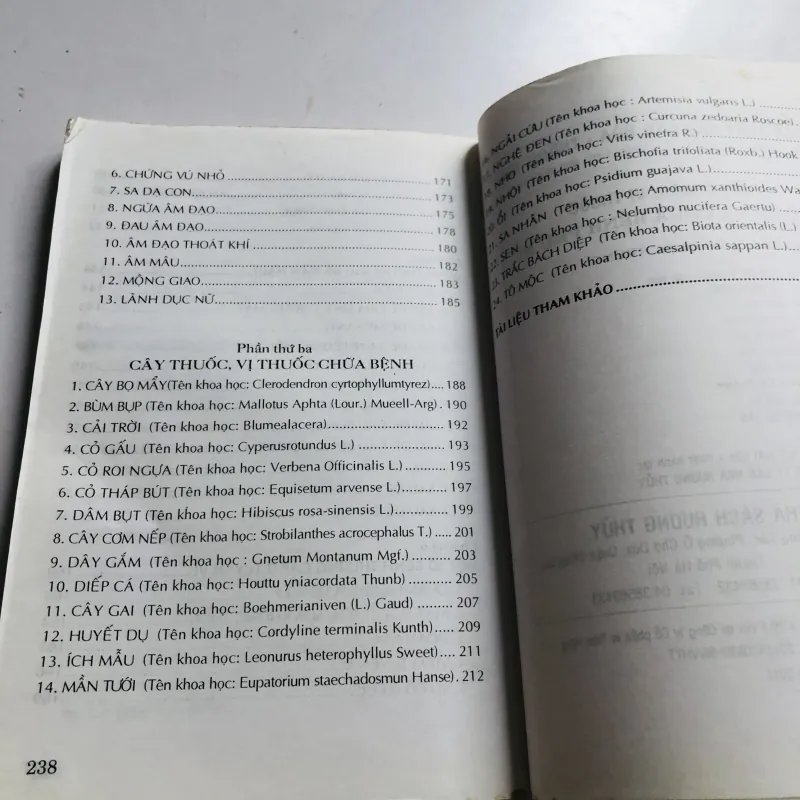 6. CHỨNG VÚ NHỎ ........ 171
7. SA DẠ CON ........ 173
8. NGỨA ÂM ĐẠO ........ 175
9. ĐAU ÂM ĐẠO ........ 178
10. ÂM ĐẠO THOÁT KHÍ ........ 180
11. ÂM MÂU ........ 182
12. MỘNG GIAO ........ 183
13. LÃNH DỤC NỮ ........ 185
Phần thứ ba
CÂY THUỐC, VỊ THUỐC CHỮA BỆNH
1. CÂY BỌ MẨY(Tên khoa học: Clerodendron cyrtophyllumtyrez) .... 188
2. BÙM BỤP (Tên khoa học: Mallotus Aphta (Lour.) Mueell-Arg) . 190
3. CẢI TRỜI (Tên khoa học: Blumealacera) ........ 192
4. CỎ GẤU (Tên khoa học: Cyperusrotundus L.) ........ 193
5. CỎ ROI NGỰA (Tên khoa học: Verbena Officinalis L.) ........ 195
6. CỎ THÁP BÚT (Tên khoa học: Equisetum arvense L.) ........ 197
7. DÂM BỤT (Tên khoa học: Hibiscus rosa-sinensis L.) ........ 199
8. CÂY CƠM NẾP (Tên khoa học: Strobilanthes acrocephalus T.) .... 201
9. DÂY GẮM (Tên khoa học : Gnetum Montanum Mgf.) ........ 203
10. DIẾP CÁ (Tên khoa học: Houttu yniacordata Thunb) ........ 205
11. CÂY GAI (Tên khoa học: Boehmerianiven (L.) Gaud) ........ 207
12. HUYẾT DỤ (Tên khoa học: Cordyline terminalis Kunth) ..... 209
13. ÍCH MẪU (Tên khoa học: Leonurus heterophyllus Sweet) .... 211
14. MẦN TƯỚI (Tên khoa học: Eupatorium staechadosmun Hanse) . 212
238
NGẢI CỨU (Tên khoa học : Artemisia vulgaris L.) ........
NGHỆ ĐEN (Tên khoa học : Curcuna zedoaria Roscoe) .
18. NHO (Tên khoa học: Vitis vinefra R.) ........
19. NHỘI (Tên khoa học: Bischofia trifoliata (Roxb.) Hook
20. ỔI (Tên khoa học: Psidium guajava L.) ........
21. SA NHÂN (Tên khoa học: Amomum xanthioides Wa
22. SEN (Tên khoa học : Nelumbo nucifera Gaertu) ........
23. TRẮC BÁCH DIỆP (Tên khoa học: Biota orientalis (L.)
24. TÔ MỘC (Tên khoa học: Caesalpinia sappan L.) ........
TÀI LIỆU THAM KHẢO ........